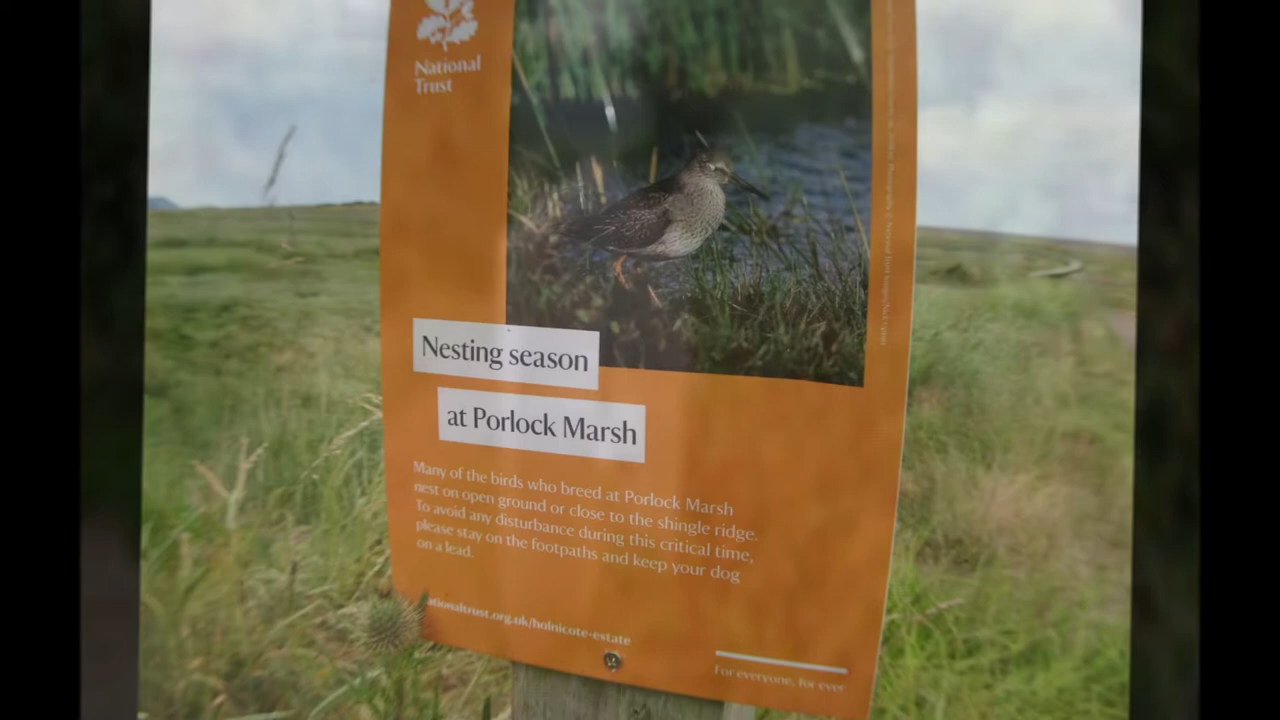 National
Trust
Nesting season
at Porlock Marsh
Many of the birds who breed at Porlock Marsh
nest on open ground or close to the shingle ridge.
To avoid any disturbance during this critical time,
please stay on the footpaths and keep your dog
on a lead.
nationaltrust.org.uk/holnicote-estate
For everyone, for ever